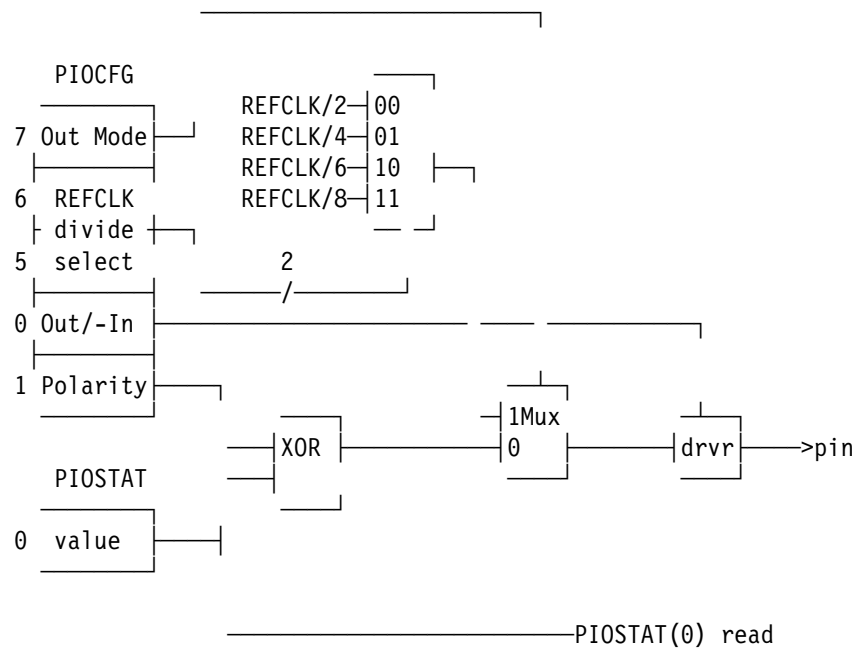 PIOCFG
REFCLK/2 00
7 Out Mode REFCLK/4 01
REFCLK/6 10
6 REFCLK REFCLK/8 11
divide
5 select 2
/
0 Out/-In
1 Polarity
1Mux
XOR 0 drvr >pin
PIOSTAT
0 value
PIOSTAT(0) read